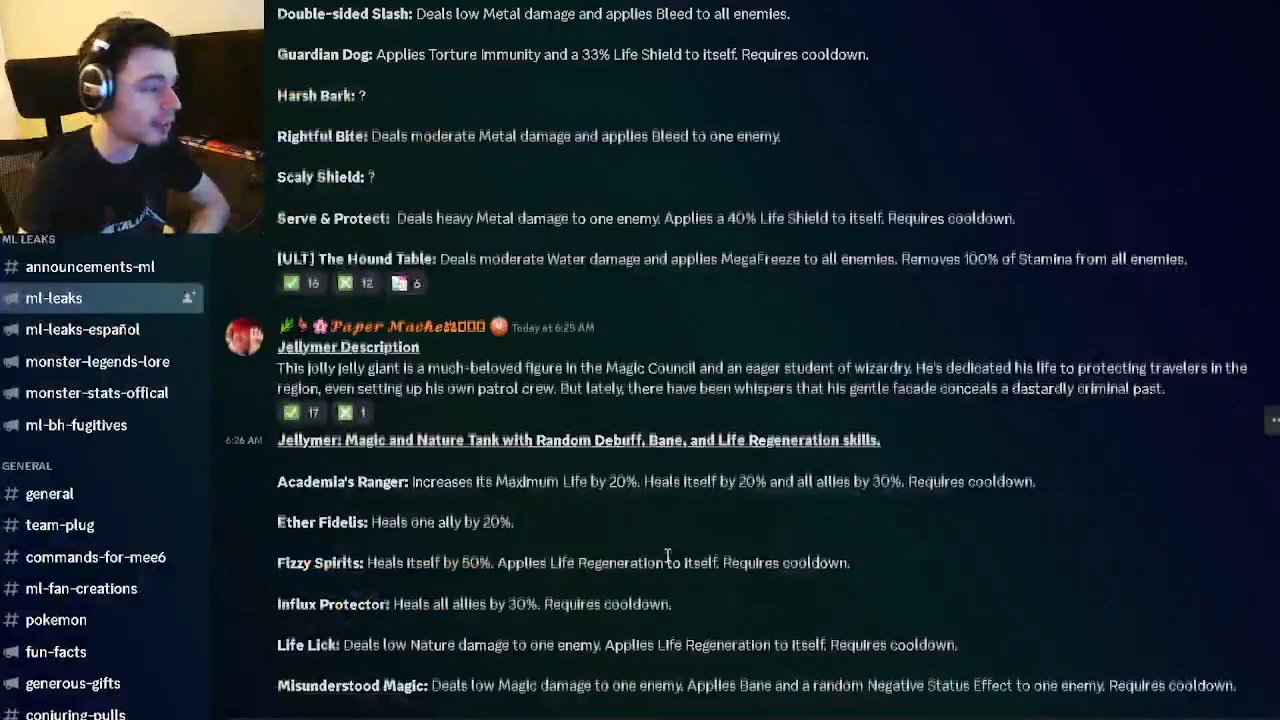 Double-sided Slash: Deals low Metal damage and applies Bleed to all enemies.
Guardian Dog: Applies Torture Immunity and a 33% Life Shield to itself. Requires cooldown.
Harsh Bark: ?
Rightful Bite: Deals moderate Metal damage and applies Bleed to one enemy.
Scaly Shield: ?
Serve & Protect: Deals heavy Metal damage to one enemy. Applies a 40% Life Shield to itself. Requires cooldown.
[ULT] The Hound Table: Deals moderate Water damage and applies MegaFreeze to all enemies. Removes 100% of Stamina from all enemies.
16 12 6
Paper Mache Today at 6:25 AM
Jellymer Description
This jolly jelly giant is a much-beloved figure in the Magic Council and an eager student of wizardry. He's dedicated his life to protecting travelers in the
region, even setting up his own patrol crew. But lately, there have been whispers that his gentle facade conceals a dastardly criminal past.
17 1
6:26 AM Jellymer: Magic and Nature Tank with Random Debuff, Bane, and Life Regeneration skills.
Academia's Ranger: Increases its Maximum Life by 20%. Heals itself by 20% and all allies by 30%. Requires cooldown.
Ether Fidelis: Heals one ally by 20%.
Fizzy Spirits: Heals itself by 50%. Applies Life Regeneration to itself. Requires cooldown.
Influx Protector: Heals all allies by 30%. Requires cooldown.
Life Lick: Deals low Nature damage to one enemy. Applies Life Regeneration to itself. Requires cooldown.
Misunderstood Magic: Deals low Magic damage to one enemy. Applies Bane and a random Negative Status Effect to one enemy. Requires cooldown.
ML LEAKS
announcements-ml
ml-leaks
ml-leaks-español
monster-legends-lore
monster-stats-offical
ml-bh-fugitives
GENERAL
# general
# team-plug
# commands-for-mee6
# ml-fan-creations
# pokemon
fun-facts
generous-gifts
conjuring-pulls